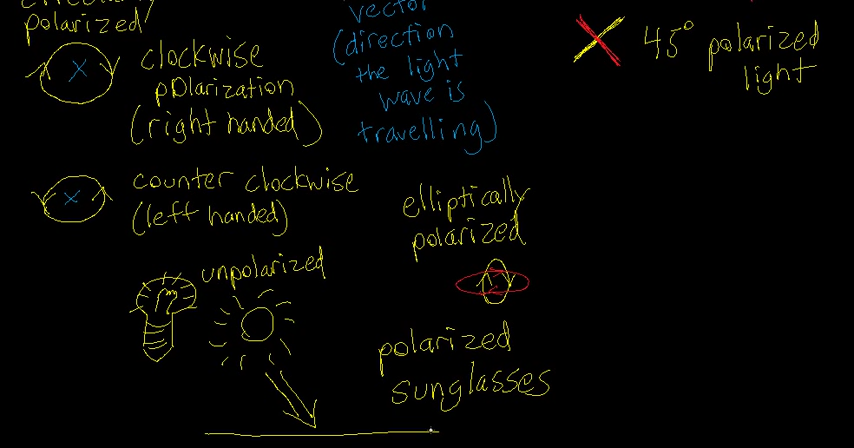 polarized
clockwise
polarization
(right handed)
counter clockwise
(left handed)
unpolarized
vector
(direction
the light
wave is
travelling)
elliptically
polarized
polarized
sunglasses
45° polarized
light